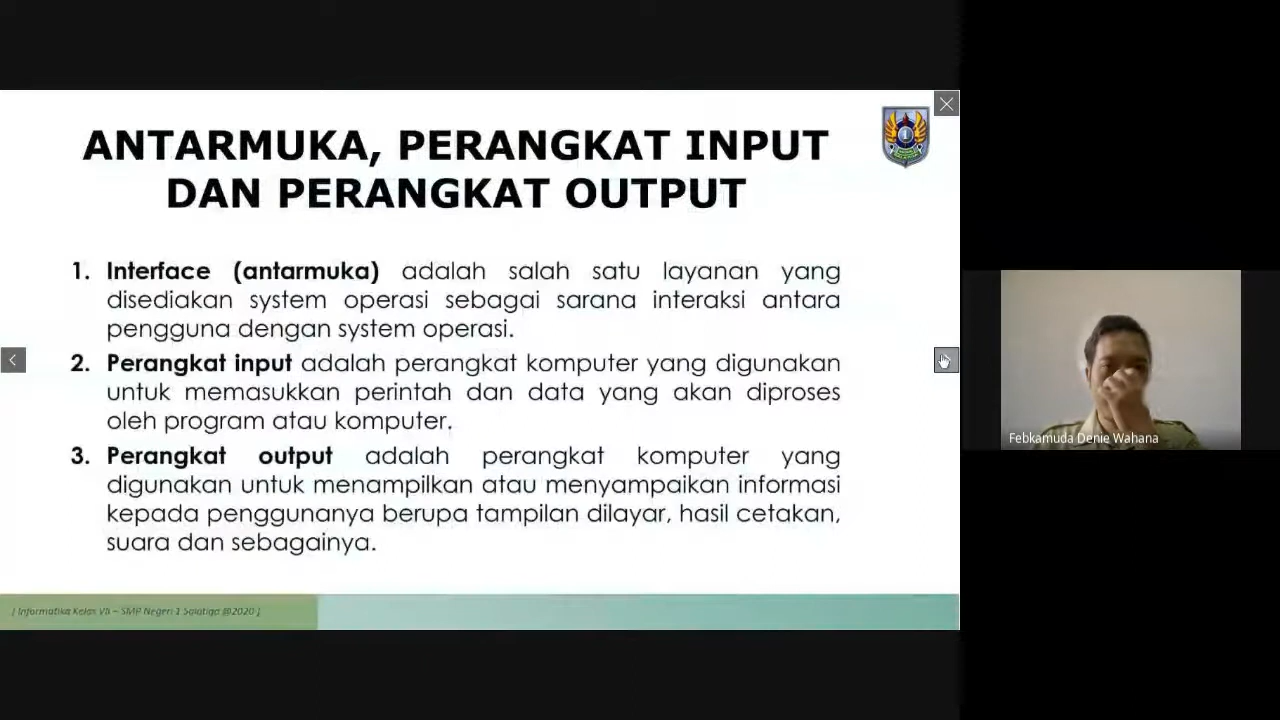 ANTARMUKA, PERANGKAT INPUT
DAN PERANGKAT OUTPUT
1. Interface (antarmuka) adalah salah satu layanan yang
disediakan system operasi sebagai sarana interaksi antara
pengguna dengan system operasi.
2. Perangkat input adalah perangkat komputer yang digunakan
untuk memasukkan perintah dan data yang akan diproses
oleh program atau komputer.
3. Perangkat output adalah perangkat komputer yang
digunakan untuk menampilkan atau menyampaikan informasi
kepada penggunanya berupa tampilan dilayar, hasil cetakan,
suara dan sebagainya.
[ Informatika Kelas VII – SMP Negeri 1 Salatiga @2020 ]
Febkamuda Denie Wahana